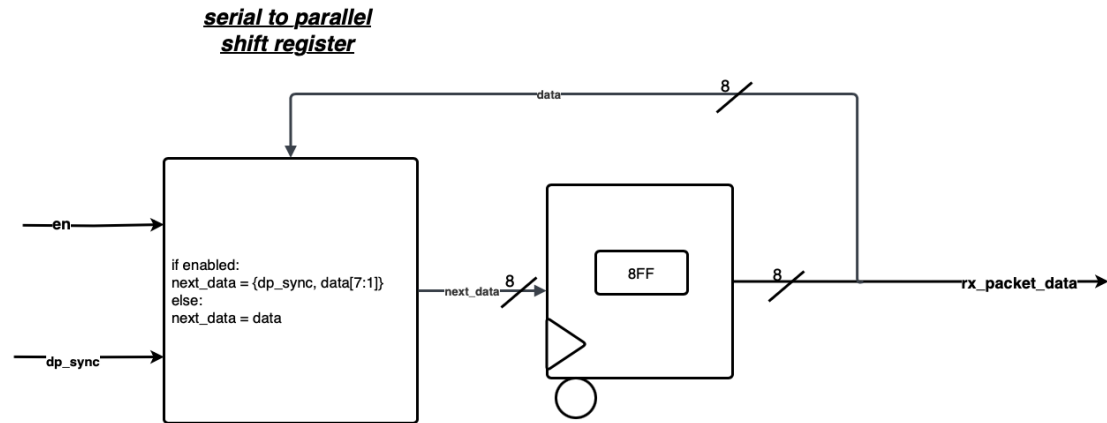 serial to parallel
shift register
8
data
en
if enabled:
next_data = {dp_sync, data[7:1]}
else:
next_data = data
8
next_data
8FF
8
rx_packet_data
dp_sync